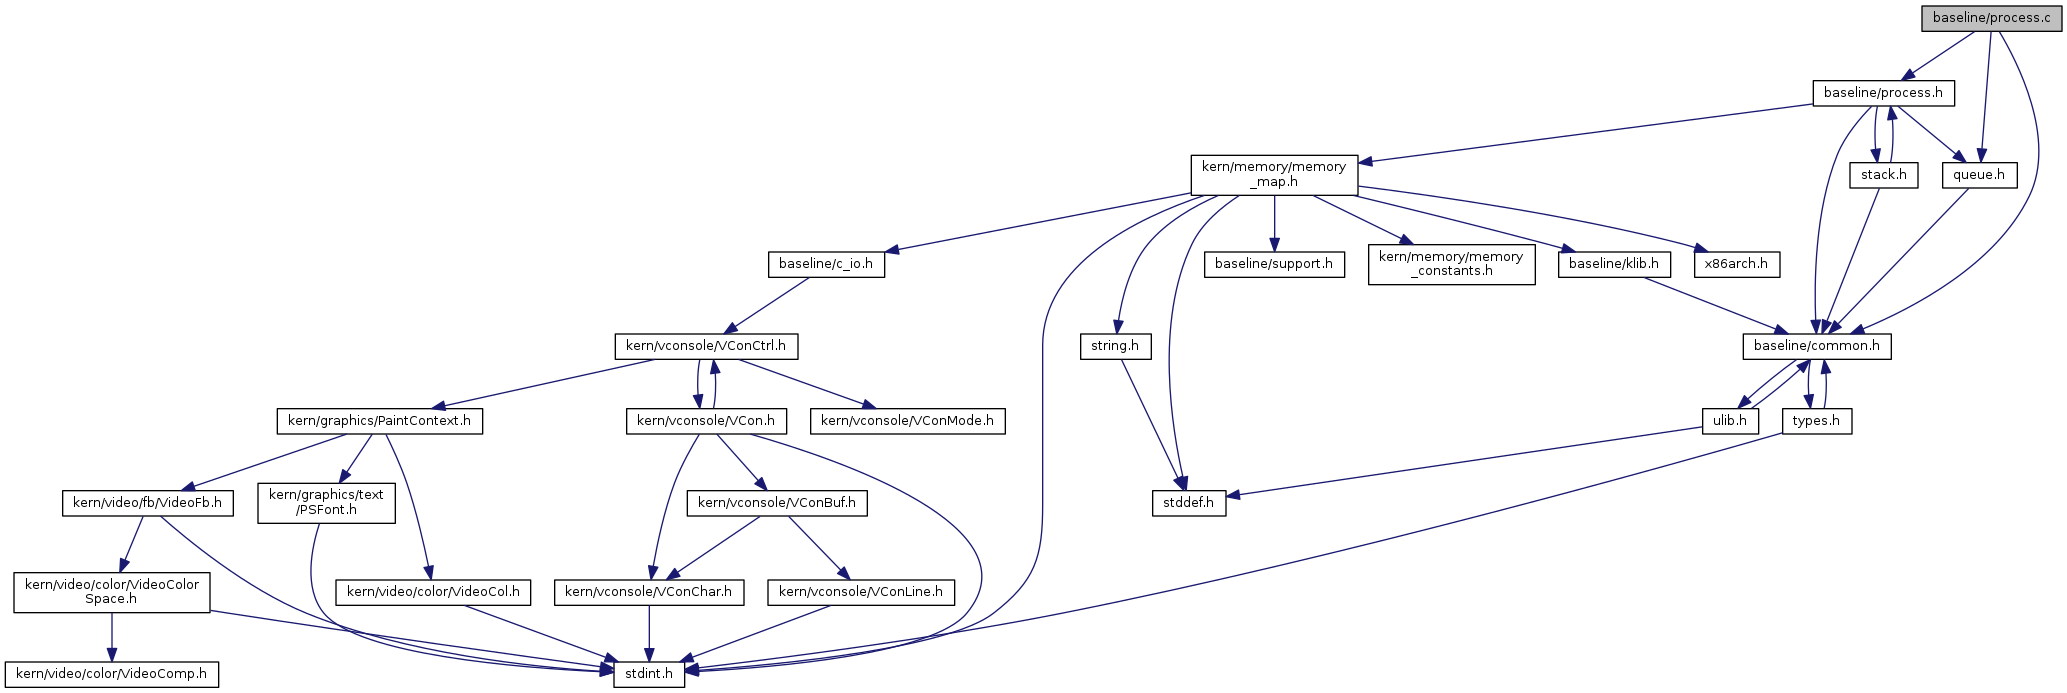 baseline/process.c
baseline/process.h
kern/memory/memory
_map.h
stack.h
queue.h
baseline/c_io.h
baseline/support.h
kern/memory/memory
_constants.h
baseline/klib.h
x86arch.h
kern/vconsole/VConCtrl.h
string.h
baseline/common.h
kern/graphics/PaintContext.h
kern/vconsole/VCon.h
kern/vconsole/VConMode.h
ulib.h
types.h
kern/video/fb/VideoFb.h
kern/graphics/text
/PSFont.h
kern/vconsole/VConBuf.h
stddef.h
kern/video/color/VideoColor
Space.h
kern/video/color/VideoCol.h
kern/vconsole/VConChar.h
kern/vconsole/VConLine.h
kern/video/color/VideoComp.h
stdint.h